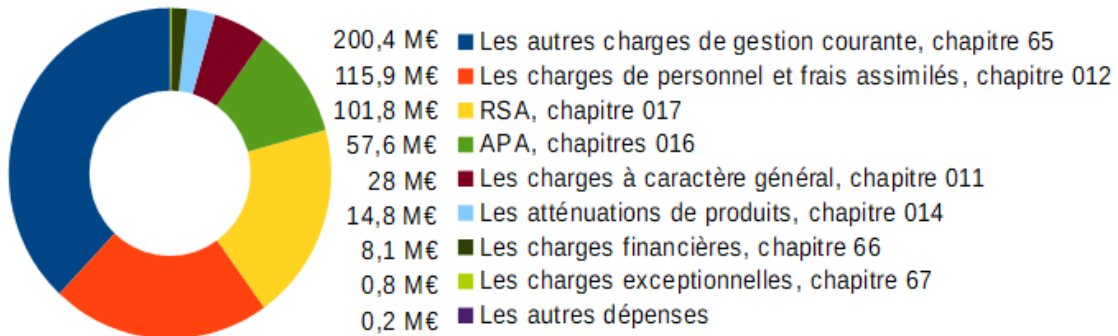 200,4 M€ Les autres charges de gestion courante, chapitre 65
115,9 M€ Les charges de personnel et frais assimilés, chapitre 012
101,8 M€ RSA, chapitre 017
57,6 M€ APA, chapitres 016
28 M€ Les charges à caractère général, chapitre 011
14,8 M€ Les atténuations de produits, chapitre 014
8,1 M€ Les charges financières, chapitre 66
0,8 M€ Les charges exceptionnelles, chapitre 67
0,2 M€ Les autres dépenses